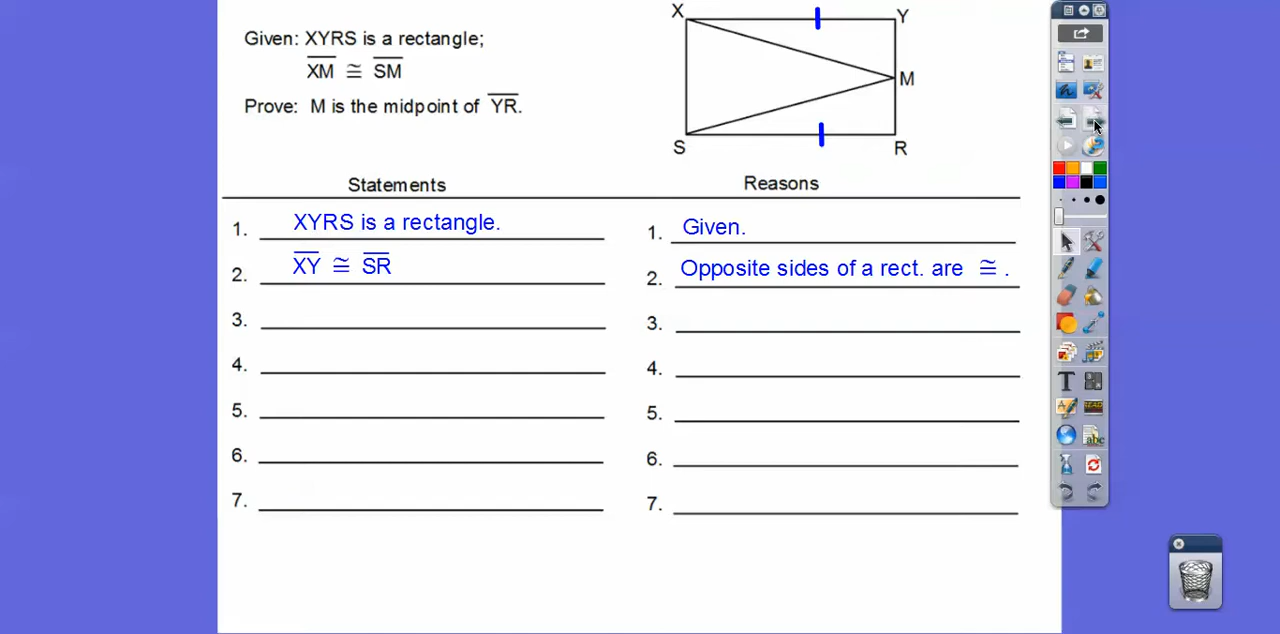 Given: XYRS is a rectangle;
XM ≅ SM
Prove: M is the midpoint of YR.
X
Y
M
S
R
Statements
Reasons
1. XYRS is a rectangle.
1. Given.
2. XY ≅ SR
2. Opposite sides of a rect. are ≅ .
3.
3.
4.
4.
5.
5.
6.
6.
7.
7.